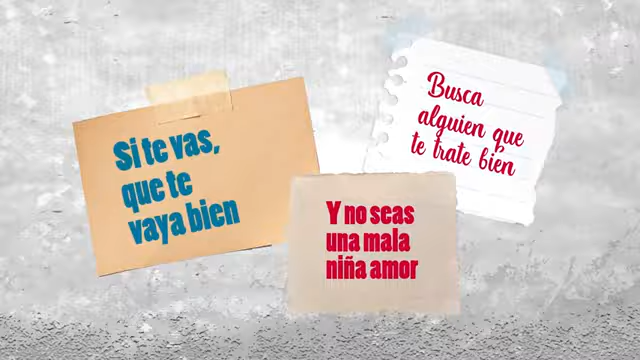 Si te vas,
que te
vaya bien
Busca
alguien que
te trate bien
Y no seas
una mala
niña amor